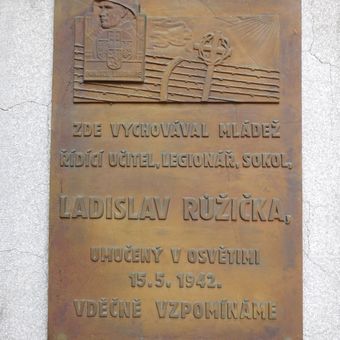 ZDE VYCHOVÁVAL MLÁDEŽ
ŘÍDÍCÍ UČITEL, LEGIONÁŘ, SOKOL,
LADISLAV RŮŽIČKA,
UMUČENÝ V OSVĚTIMI
15. 5. 1942.
VDĚČNĚ VZPOMÍNÁME